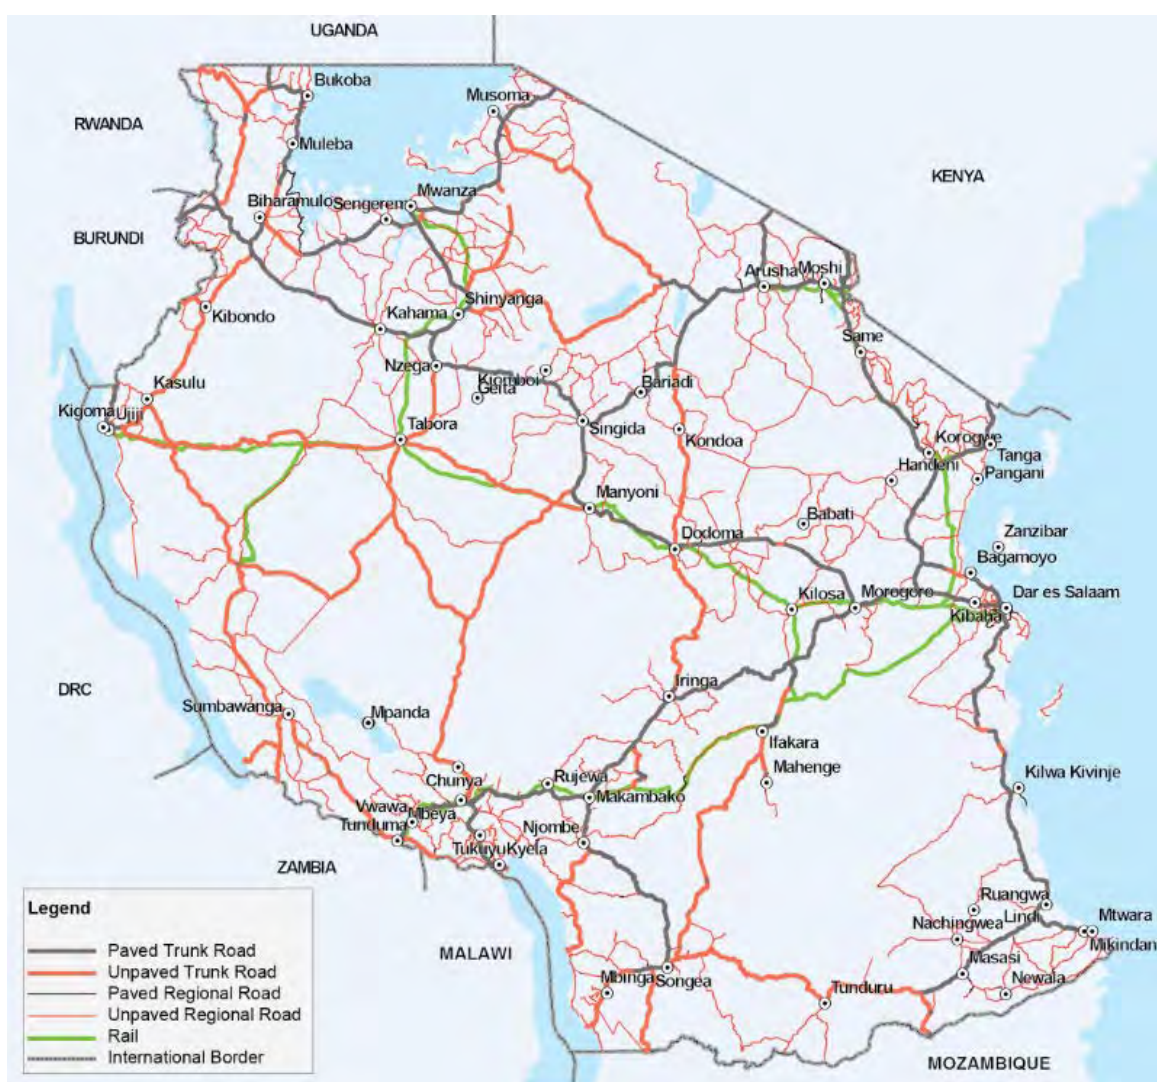 UGANDA
Bukoba
Musoma
RWANDA
Muleba
KENYA
Mwanza
Biharamulo
Sengerem
BURUNDI
Arusha
Moshi
Shinyanga
Kibondo
Kahama
Same
Nzega
Kiomboi
Geita
Bariadi
Kasulu
Kigoma
Ujiji
Tabora
Singida
Kondoa
Korogwe
Tanga
Handeni
Pangani
Manyoni
Babati
Zanzibar
Dodoma
Bagamoyo
Kilosa
Morogoro
Dar es Salaam
Kibaha
DRC
Iringa
Sumbawanga
Mpanda
Ifakara
Mahenge
Kilwa Kivinje
Chunya
Rujewa
Makambako
Vwawa
Mbeya
Tunduma
Njombe
Tukuyu
Kyela
ZAMBIA
Ruangwa
Lindi
Mtwara
Nachingwea
Mikindan
MALAWI
Masasi
Mbinga
Songea
Newala
Tunduru
MOZAMBIQUE
Legend
Paved Trunk Road
Unpaved Trunk Road
Paved Regional Road
Unpaved Regional Road
Rail
International Border